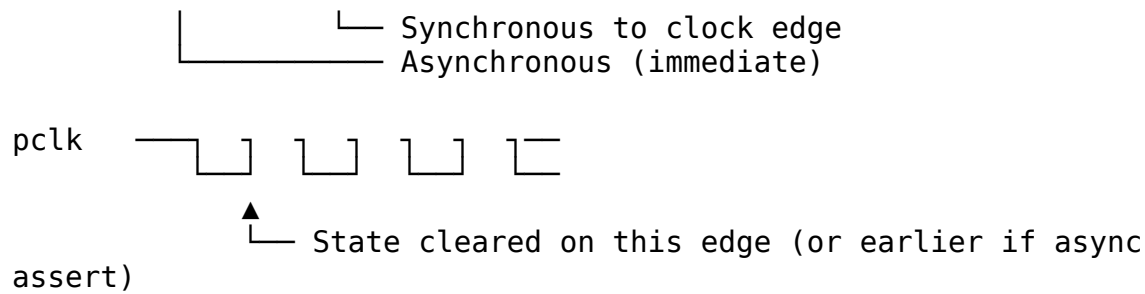 Synchronous to clock edge
Asynchronous (immediate)
pclk
State cleared on this edge (or earlier if async
assert)